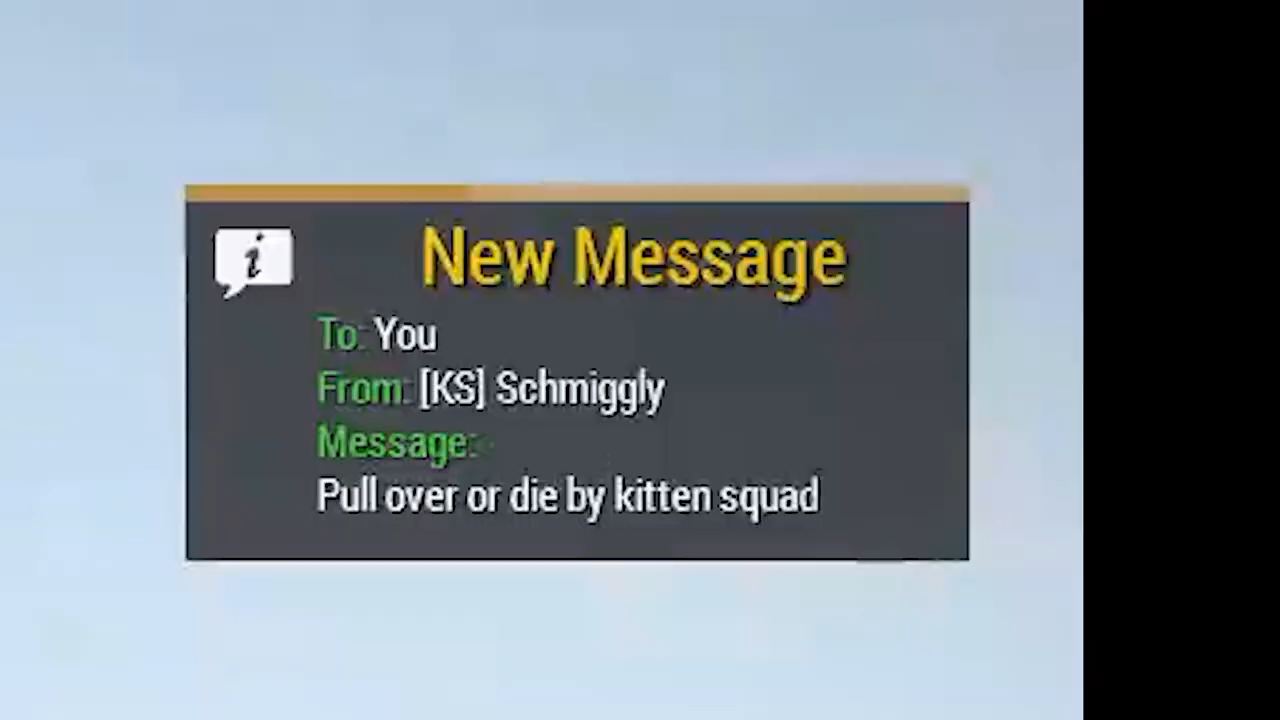 New Message
To: You
From: [KS] Schmiggly
Message:
Pull over or die by kitten squad